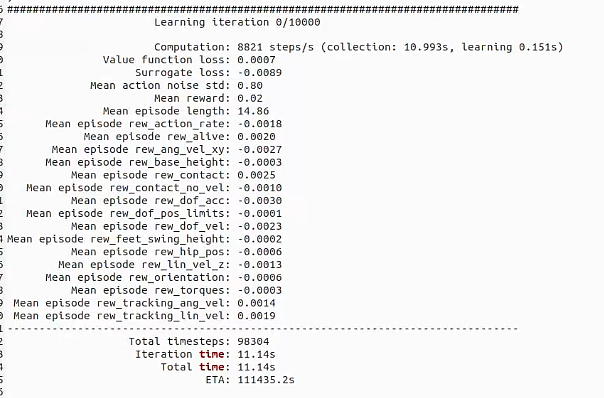 ################################################################################
Learning iteration 0/10000
Computation: 8821 steps/s (collection: 10.993s, learning 0.151s)
Value function loss: 0.0007
Surrogate loss: -0.0089
Mean action noise std: 0.80
Mean reward: 0.02
Mean episode length: 14.86
Mean episode rew_action_rate: -0.0018
Mean episode rew_alive: 0.0020
Mean episode rew_ang_vel_xy: -0.0027
Mean episode rew_base_height: -0.0003
Mean episode rew_contact: 0.0025
Mean episode rew_contact_no_vel: -0.0010
Mean episode rew_dof_acc: -0.0030
Mean episode rew_dof_pos_limits: -0.0001
Mean episode rew_dof_vel: -0.0023
Mean episode rew_feet_swing_height: -0.0002
Mean episode rew_hip_pos: -0.0006
Mean episode rew_lin_vel_z: -0.0013
Mean episode rew_orientation: -0.0006
Mean episode rew_torques: -0.0003
Mean episode rew_tracking_ang_vel: 0.0014
Mean episode rew_tracking_lin_vel: 0.0019
--------------------------------------------------------------------------------
Total timesteps: 98304
Iteration time: 11.14s
Total time: 11.14s
ETA: 111435.2s